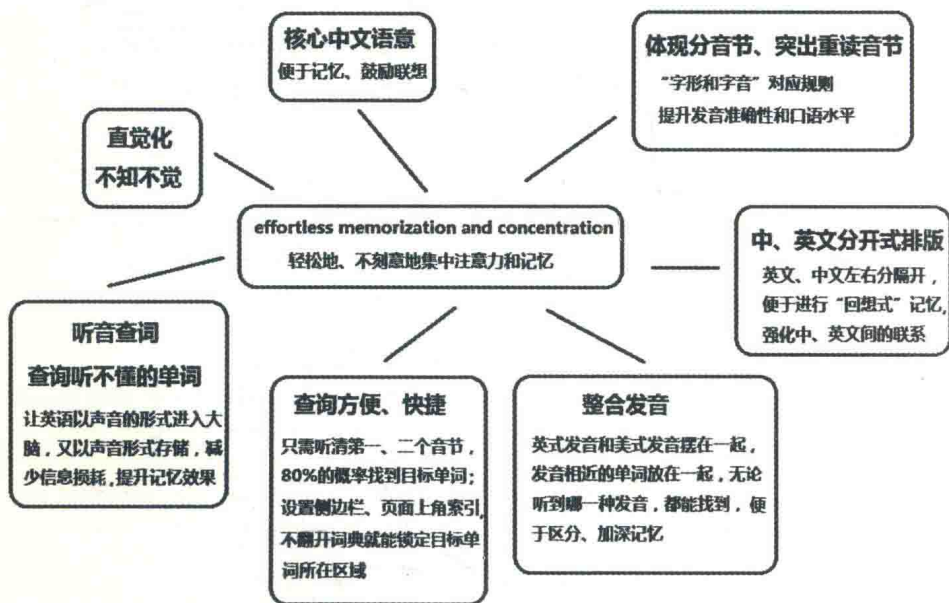 核心中文语意
便于记忆、鼓励联想
体现分音节、突出重读音节
“字形和字音”对应规则
提升发音准确性和口语水平
直觉化
不知不觉
effortless memorization and concentration
轻松地、不刻意地集中注意力和记忆
中、英文分开式排版
英文、中文左右分隔开，
便于进行“回想式”记忆，
强化中、英文间的联系
听音查词
查询听不懂的单词
让英语以声音的形式进入大
脑，又以声音形式存储，减
少信息损耗，提升记忆效果
查询方便、快捷
只需听清第一、二个音节，
80%的概率找到目标单词；
设置侧边栏、页面上角索引，
不翻开词典就能锁定目标单
词所在区域
整合发音
英式发音和美式发音摆在一起，
发音相近的单词放在一起，无论
听到哪一种发音，都能找到，便
于区分、加深记忆